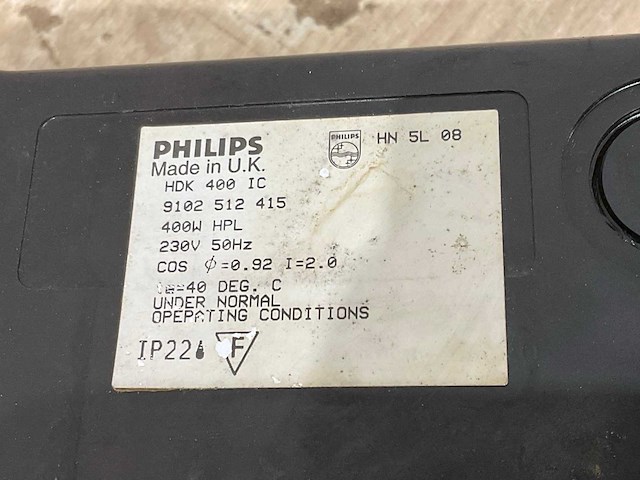 PHILIPS
Made in U.K.
PHILIPS
HN 5L 08
HDK 400 IC
9102 512 415
400W HPL
230V 50Hz
COS ϕ=0.92 I=2.0
=40 DEG. C
UNDER NORMAL
OPERATING CONDITIONS
IP22
F